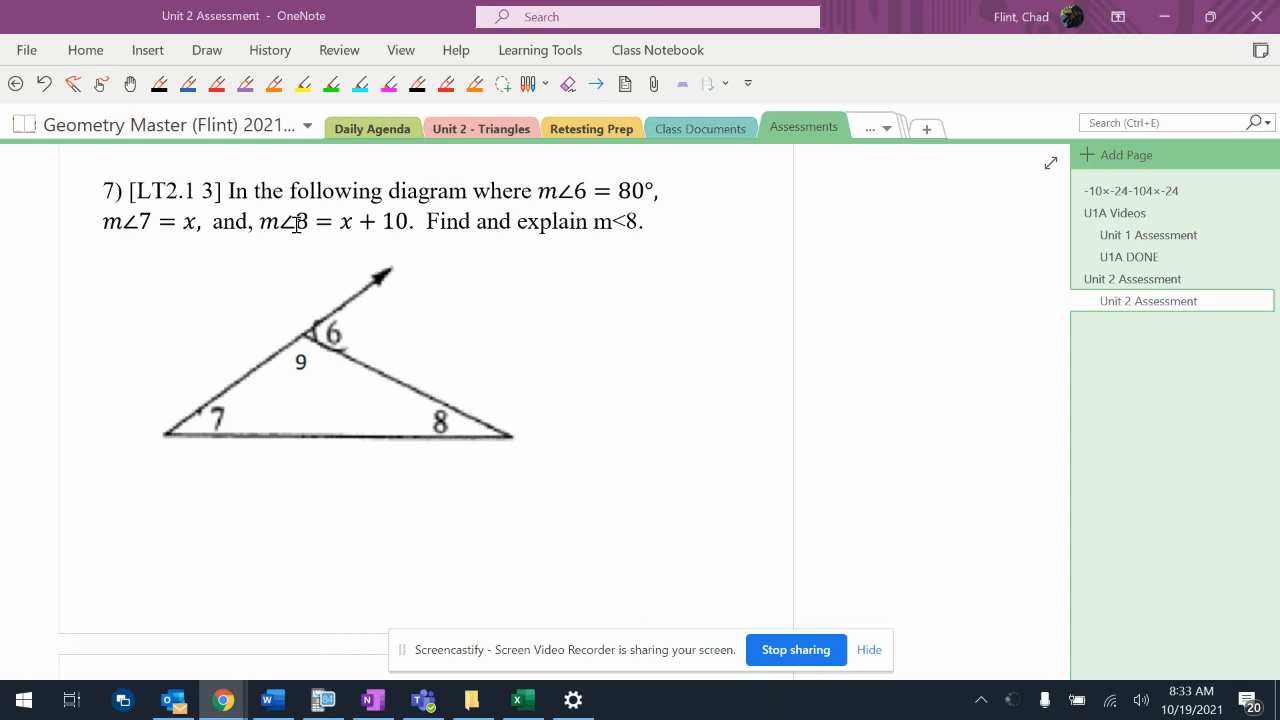 Unit 2 Assessment - OneNote
Search
Flint, Chad
File Home Insert Draw History Review View Help Learning Tools Class Notebook
Geometry Master (Flint) 2021...
Daily Agenda Unit 2 - Triangles Retesting Prep Class Documents Assessments ...
Search (Ctrl+E)
Add Page
-10×-24-104×-24
U1A Videos
Unit 1 Assessment
U1A DONE
Unit 2 Assessment
Unit 2 Assessment
7) [LT2.1 3] In the following diagram where m∠6 = 80°,
m∠7 = x, and, m∠8 = x + 10. Find and explain m<8.
6
9
7
8
Screencastify - Screen Video Recorder is sharing your screen. Stop sharing Hide
8:33 AM
10/19/2021
20